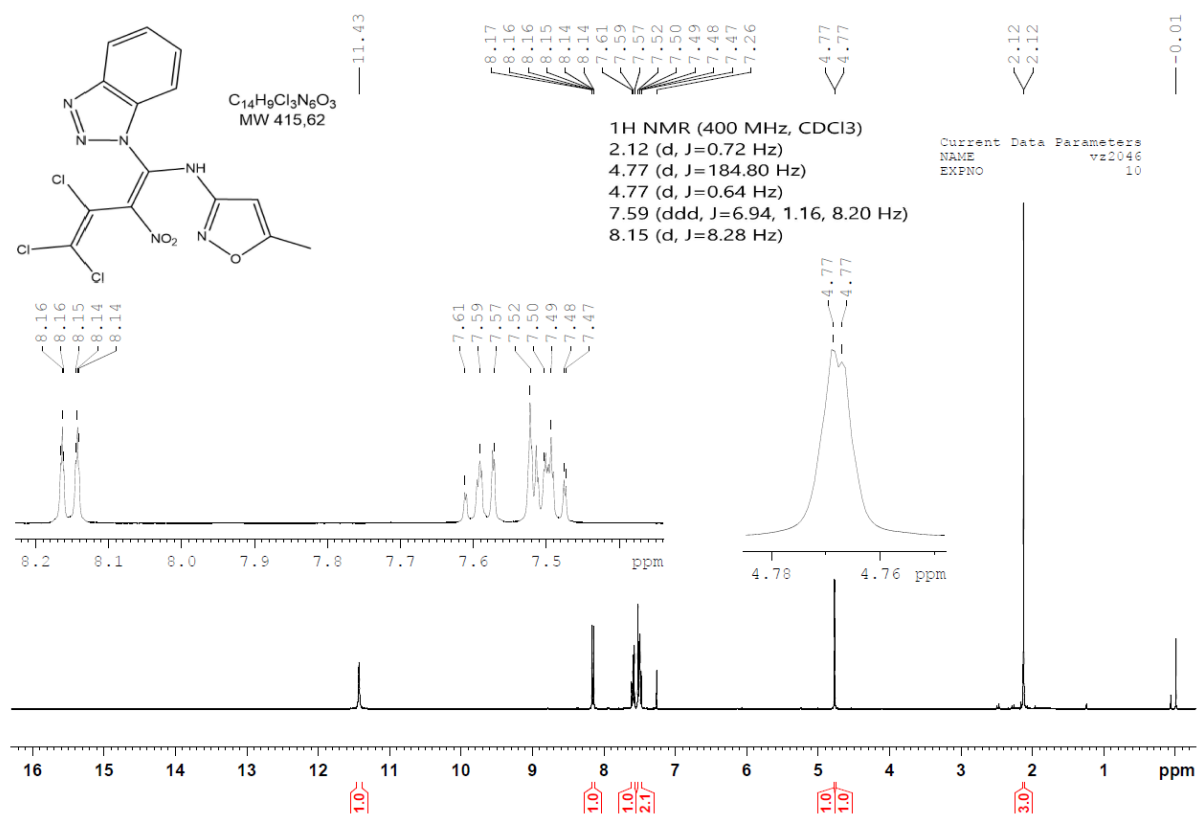 11.43
8.17
8.16
8.16
8.15
8.14
8.14
7.61
7.59
7.57
7.52
7.50
7.49
7.48
7.47
7.26
4.77
4.77
2.12
2.12
-0.01
N
N
N
NH
Cl
Cl
Cl
NO2
N
O
C14H9Cl3N6O3
MW 415,62
1H NMR (400 MHz, CDCl3)
2.12 (d, J=0.72 Hz)
4.77 (d, J=184.80 Hz)
4.77 (d, J=0.64 Hz)
7.59 (ddd, J=6.94, 1.16, 8.20 Hz)
8.15 (d, J=8.28 Hz)
Current Data Parameters
NAME vz2046
EXPNO 10
8.16
8.16
8.15
8.14
8.14
7.61
7.59
7.57
7.52
7.50
7.49
7.48
7.47
8.2 8.1 8.0 7.9 7.8 7.7 7.6 7.5 ppm
4.77
4.77
4.78 4.76 ppm
16 15 14 13 12 11 10 9 8 7 6 5 4 3 2 1 ppm
1.0
1.0
1.0
2.1
1.0
1.0
3.0